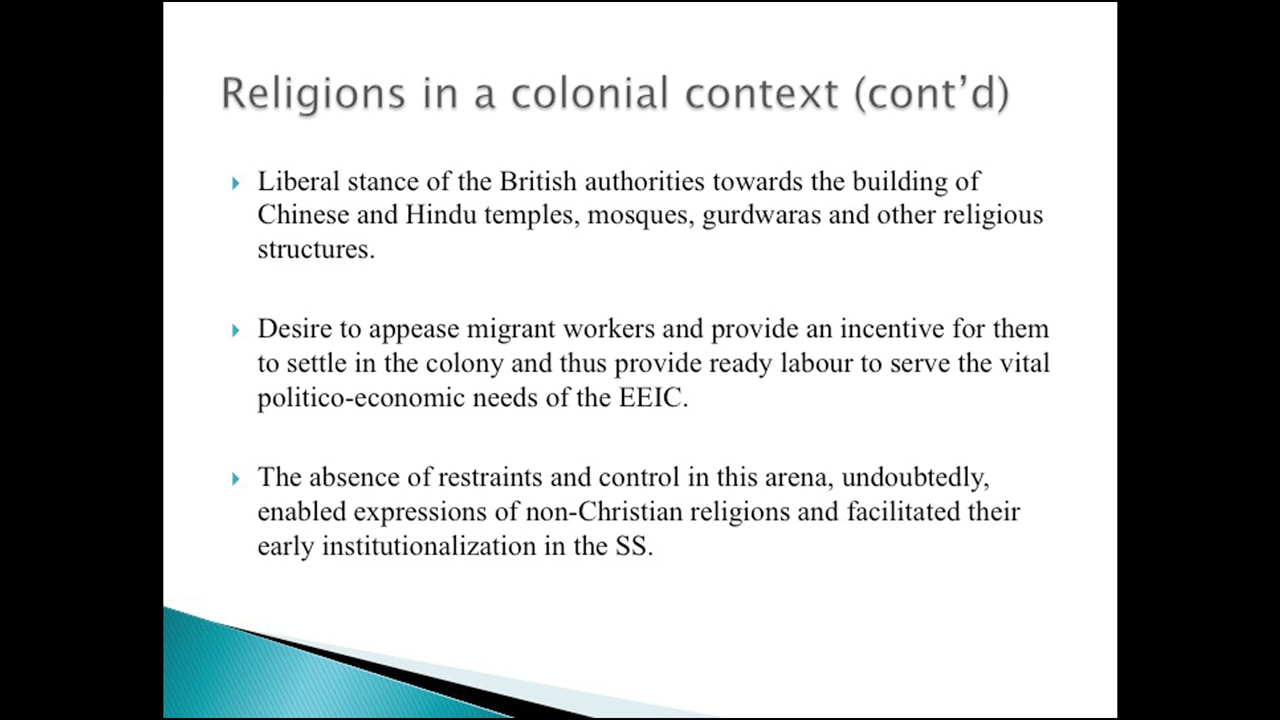 Religions in a colonial context (cont’d)
Liberal stance of the British authorities towards the building of
Chinese and Hindu temples, mosques, gurdwaras and other religious
structures.
Desire to appease migrant workers and provide an incentive for them
to settle in the colony and thus provide ready labour to serve the vital
politico-economic needs of the EEIC.
The absence of restraints and control in this arena, undoubtedly,
enabled expressions of non-Christian religions and facilitated their
early institutionalization in the SS.